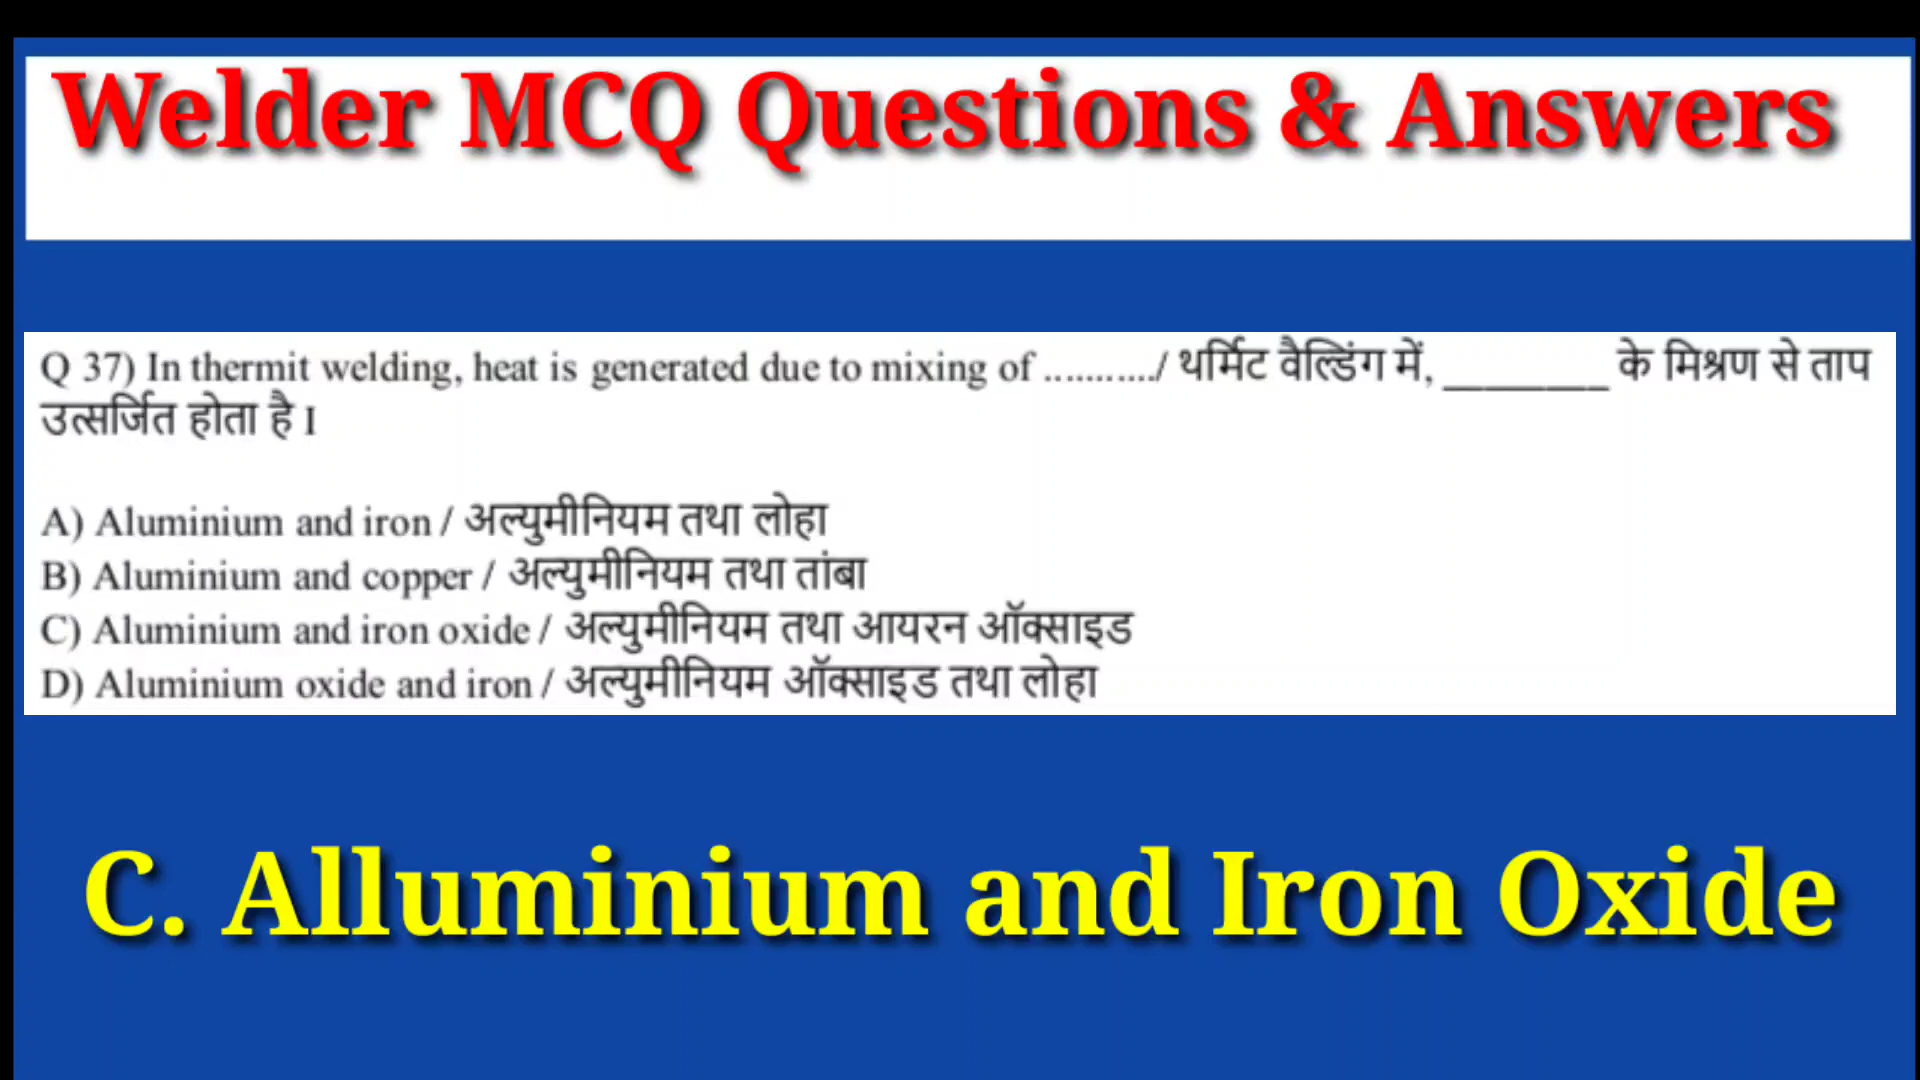 Welder MCQ Questions & Answers
Q 37) In thermit welding, heat is generated due to mixing of .........../ थर्मिट वैल्डिंग में, _________ के मिश्रण से ताप
उत्सर्जित होता है I
A) Aluminium and iron / अल्युमीनियम तथा लोहा
B) Aluminium and copper / अल्युमीनियम तथा तांबा
C) Aluminium and iron oxide / अल्युमीनियम तथा आयरन ऑक्साइड
D) Aluminium oxide and iron / अल्युमीनियम ऑक्साइड तथा लोहा
C. Alluminium and Iron Oxide